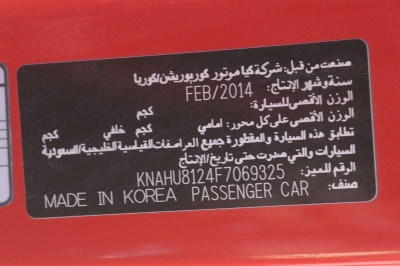 صنعت من قبل: شركة كيا موتور كوربوريشن/كوريا
سنة وشهر الإنتاج: FEB/2014
الوزن الأقصى للسيارة: كجم
الوزن الأقصى على كل محور: امامي كجم خلفي كجم
تطابق هذه السيارة والمقطورة جميع المراصفات القياسية الخليجية/السعودية
السيارات والتي صدرت حتى تاريخ/الإنتاج
الرقم للميز: KNAHU8124F7069325
صنف: MADE IN KOREA PASSENGER CAR